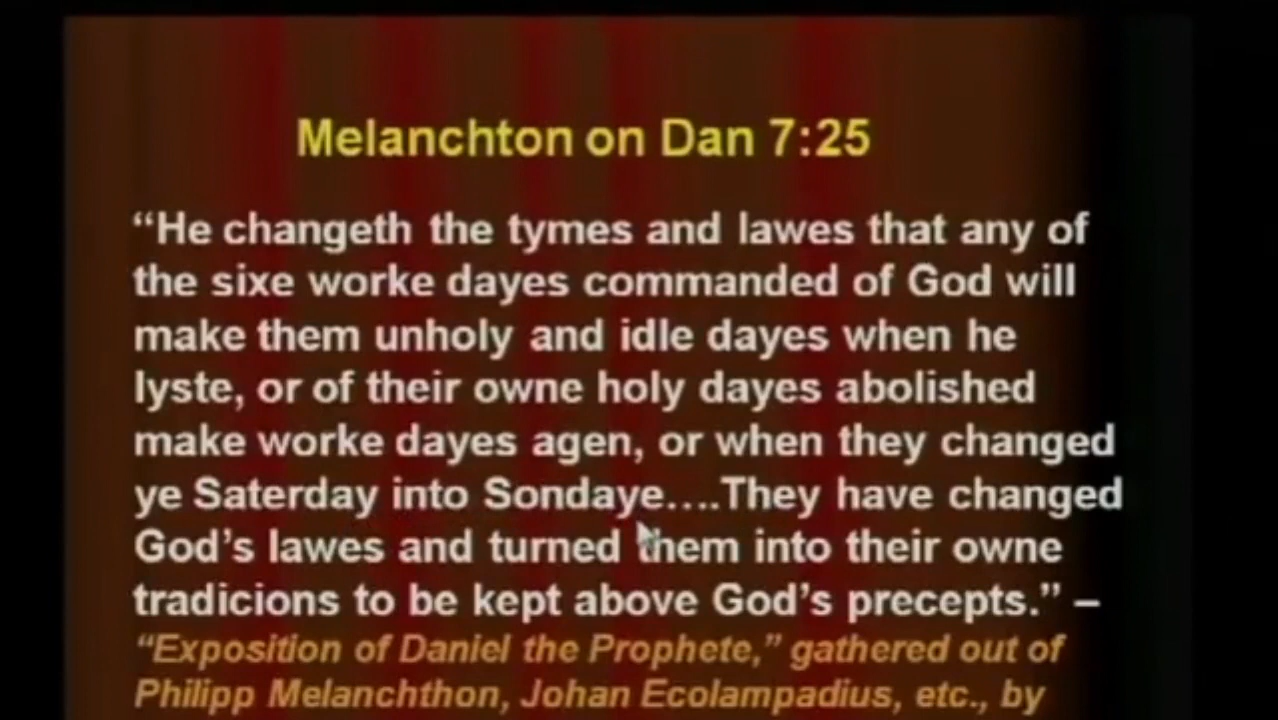 Melanchton on Dan 7:25
“He changeth the tymes and lawes that any of
the sixe worke dayes commanded of God will
make them unholy and idle dayes when he
lyste, or of their owne holy dayes abolished
make worke dayes agen, or when they changed
ye Saterday into Sondaye....They have changed
God’s lawes and turned them into their owne
tradicions to be kept above God’s precepts.” –
“Exposition of Daniel the Prophete,” gathered out of
Philipp Melanchthon, Johan Ecolampadius, etc., by